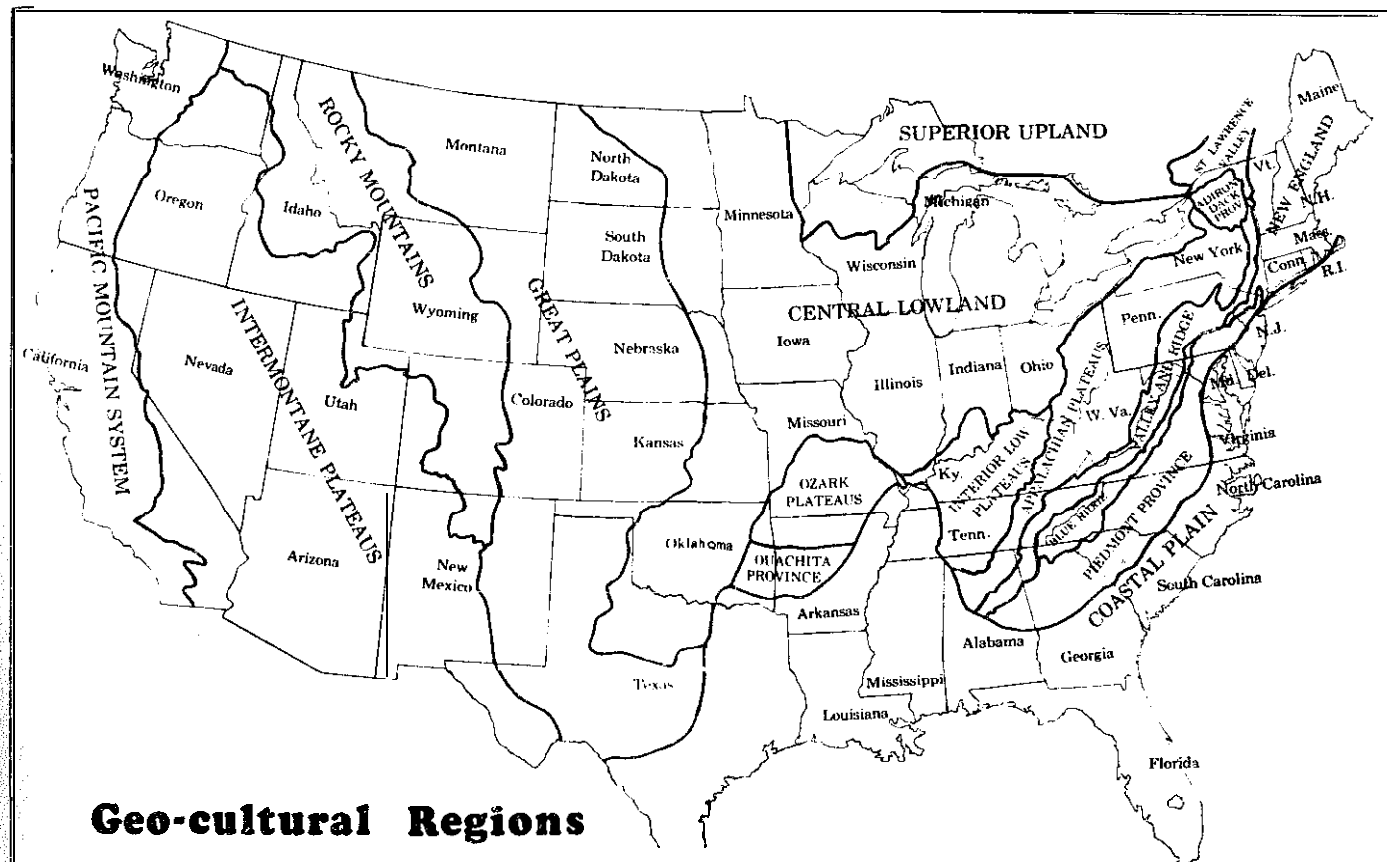 Maine
Washington
ROCKY MOUNTAINS
SUPERIOR UPLAND
ST LAWRENCE
VALLEY
Montana
North
Dakota
Vt.
NEW ENGLAND
PACIFIC MOUNTAIN SYSTEM
Oregon
Idaho
Minnesota
Michigan
ADIRON
DACK
PROV.
N.H.
South
Dakota
Wisconsin
New York
Mass.
Conn.
R.I.
INTERMONTANE PLATEAUS
Wyoming
GREAT PLAINS
CENTRAL LOWLAND
Penn.
N.J.
California
Nevada
Nebraska
Iowa
Illinois
Indiana
Ohio
APPALACHIAN PLATEAUS
VALLEY AND RIDGE
Md.
Del.
Utah
Colorado
Kansas
Missouri
W. Va.
Virginia
OZARK
PLATEAUS
Ky.
INTERIOR LOW
PLATEAUS
North Carolina
Arizona
New
Mexico
Oklahoma
OUACHITA
PROVINCE
Tenn.
BLUE RIDGE
PIEDMONT PROVINCE
COASTAL PLAIN
South Carolina
Arkansas
Alabama
Georgia
Texas
Mississippi
Louisiana
Florida
Geo-cultural Regions